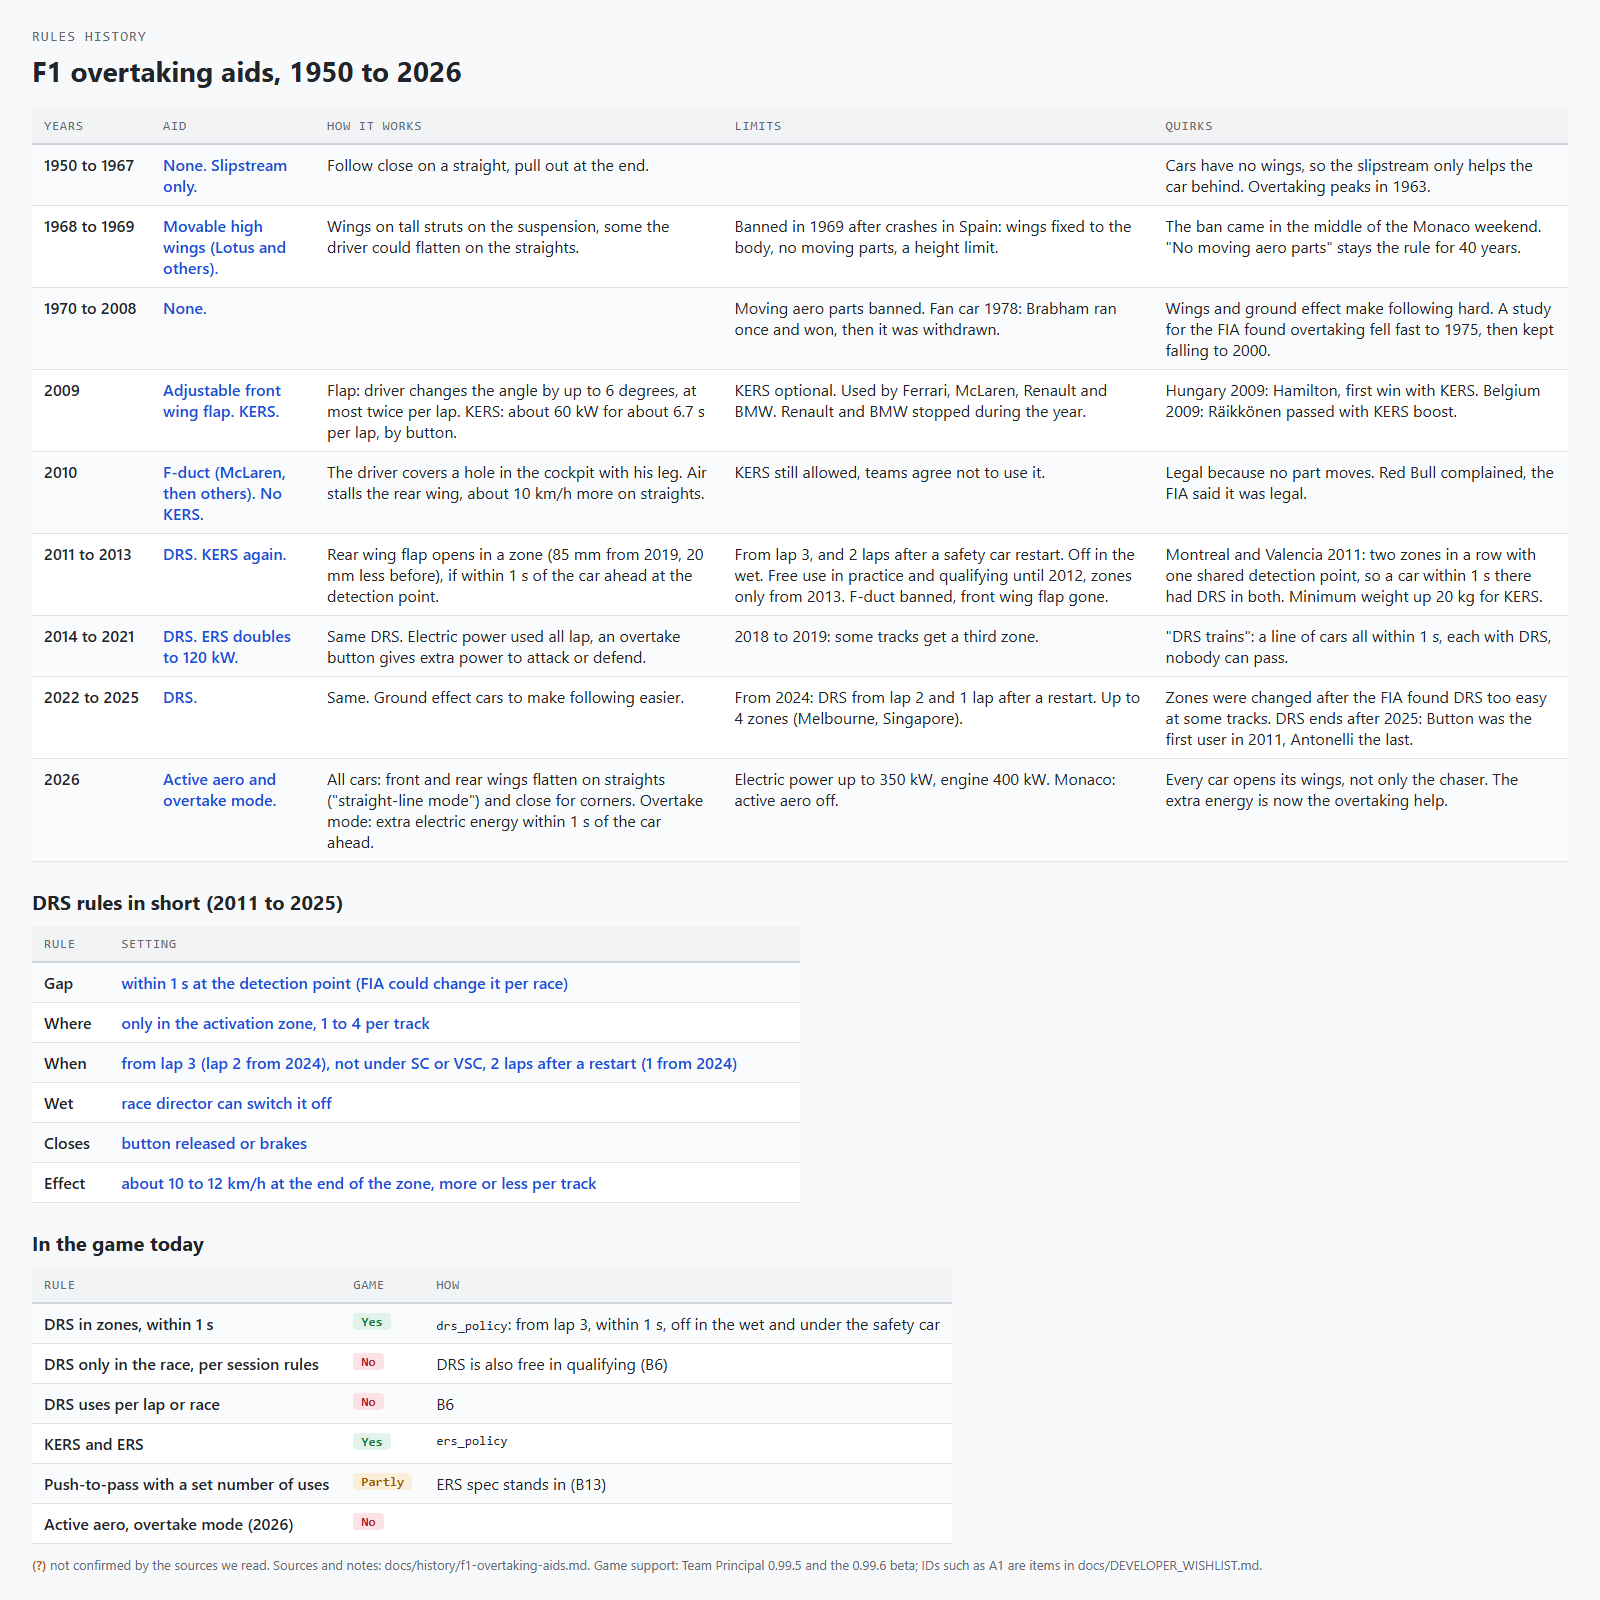 RULES HISTORY
F1 overtaking aids, 1950 to 2026
YEARS AID HOW IT WORKS LIMITS QUIRKS
1950 to 1967 None. Slipstream Follow close on a straight, pull out at the end. Cars have no wings, so the slipstream only helps the
only. car behind. Overtaking peaks in 1963.
1968 to 1969 Movable high Wings on tall struts on the suspension, some the Banned in 1969 after crashes in Spain: wings fixed to the The ban came in the middle of the Monaco weekend.
wings (Lotus and driver could flatten on the straights. body, no moving parts, a height limit. "No moving aero parts" stays the rule for 40 years.
others).
1970 to 2008 None. Moving aero parts banned. Fan car 1978: Brabham ran Wings and ground effect make following hard. A study
once and won, then it was withdrawn. for the FIA found overtaking fell fast to 1975, then kept
falling to 2000.
2009 Adjustable front Flap: driver changes the angle by up to 6 degrees, at KERS optional. Used by Ferrari, McLaren, Renault and Hungary 2009: Hamilton, first win with KERS. Belgium
wing flap. KERS. most twice per lap. KERS: about 60 kW for about 6.7 s BMW. Renault and BMW stopped during the year. 2009: Räikkönen passed with KERS boost.
per lap, by button.
2010 F-duct (McLaren, The driver covers a hole in the cockpit with his leg. Air KERS still allowed, teams agree not to use it. Legal because no part moves. Red Bull complained, the
then others). No stalls the rear wing, about 10 km/h more on straights. FIA said it was legal.
KERS.
2011 to 2013 DRS. KERS again. Rear wing flap opens in a zone (85 mm from 2019, 20 From lap 3, and 2 laps after a safety car restart. Off in the Montreal and Valencia 2011: two zones in a row with
mm less before), if within 1 s of the car ahead at the wet. Free use in practice and qualifying until 2012, zones one shared detection point, so a car within 1 s there
detection point. only from 2013. F-duct banned, front wing flap gone. had DRS in both. Minimum weight up 20 kg for KERS.
2014 to 2021 DRS. ERS doubles Same DRS. Electric power used all lap, an overtake 2018 to 2019: some tracks get a third zone. "DRS trains": a line of cars all within 1 s, each with DRS,
to 120 kW. button gives extra power to attack or defend. nobody can pass.
2022 to 2025 DRS. Same. Ground effect cars to make following easier. From 2024: DRS from lap 2 and 1 lap after a restart. Up to Zones were changed after the FIA found DRS too easy
4 zones (Melbourne, Singapore). at some tracks. DRS ends after 2025: Button was the
first user in 2011, Antonelli the last.
2026 Active aero and All cars: front and rear wings flatten on straights Electric power up to 350 kW, engine 400 kW. Monaco: Every car opens its wings, not only the chaser. The
overtake mode. ("straight-line mode") and close for corners. Overtake active aero off. extra energy is now the overtaking help.
mode: extra electric energy within 1 s of the car
ahead.
DRS rules in short (2011 to 2025)
RULE SETTING
Gap within 1 s at the detection point (FIA could change it per race)
Where only in the activation zone, 1 to 4 per track
When from lap 3 (lap 2 from 2024), not under SC or VSC, 2 laps after a restart (1 from 2024)
Wet race director can switch it off
Closes button released or brakes
Effect about 10 to 12 km/h at the end of the zone, more or less per track
In the game today
RULE GAME HOW
DRS in zones, within 1 s Yes drs_policy: from lap 3, within 1 s, off in the wet and under the safety car
DRS only in the race, per session rules No DRS is also free in qualifying (B6)
DRS uses per lap or race No B6
KERS and ERS Yes ers_policy
Push-to-pass with a set number of uses Partly ERS spec stands in (B13)
Active aero, overtake mode (2026) No
(?) not confirmed by the sources we read. Sources and notes: docs/history/f1-overtaking-aids.md. Game support: Team Principal 0.99.5 and the 0.99.6 beta; IDs such as A1 are items in docs/DEVELOPER_WISHLIST.md.